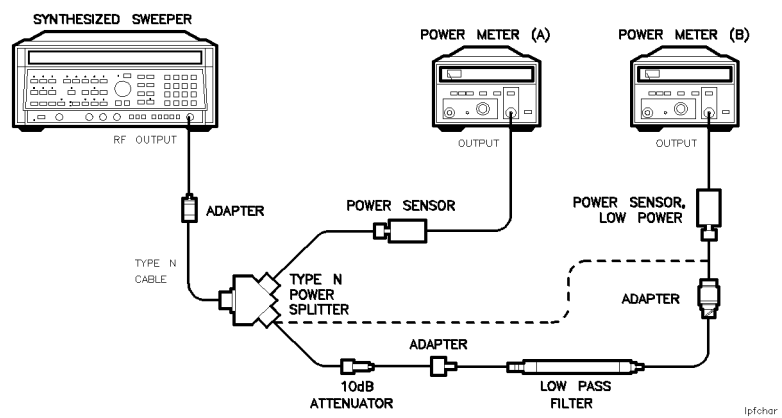 SYNTHESIZED SWEEPER
POWER METER (A)
POWER METER (B)
RF OUTPUT
OUTPUT
OUTPUT
ADAPTER
POWER SENSOR
POWER SENSOR,
LOW POWER
TYPE N
CABLE
TYPE N
POWER
SPLITTER
ADAPTER
ADAPTER
10dB
ATTENUATOR
LOW PASS
FILTER
lpfchar